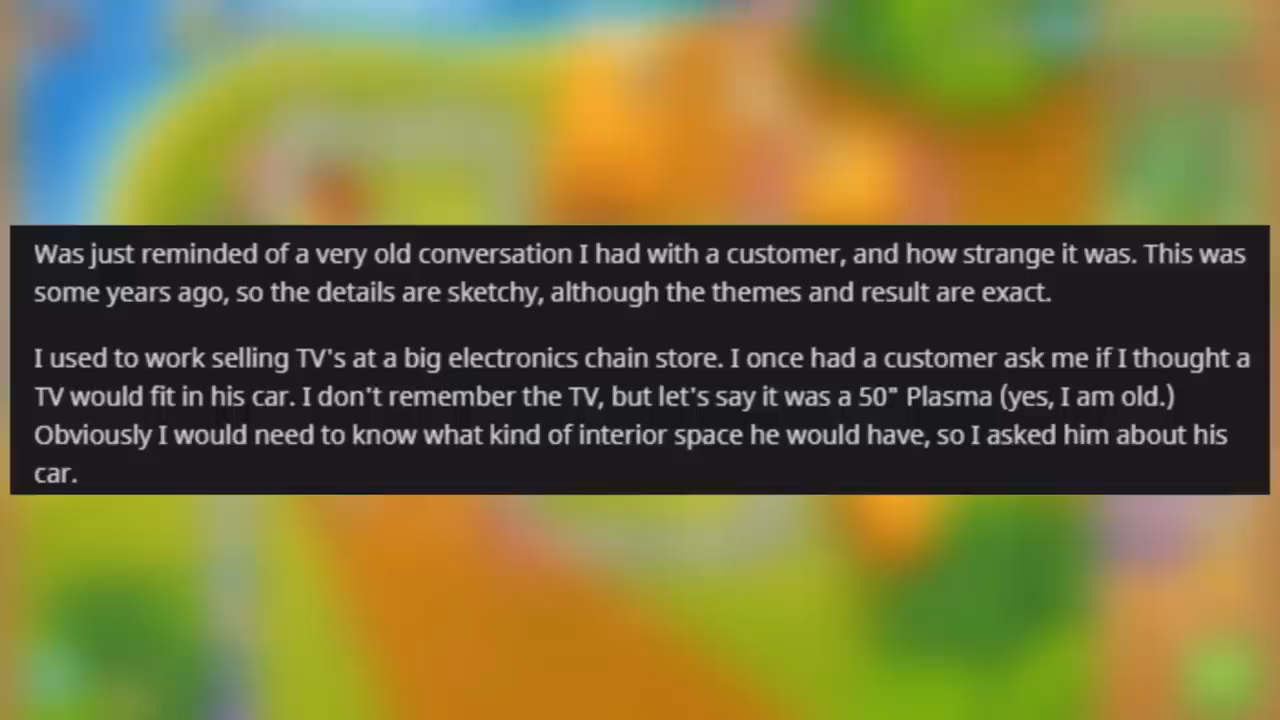 Was just reminded of a very old conversation I had with a customer, and how strange it was. This was
some years ago, so the details are sketchy, although the themes and result are exact.
I used to work selling TV's at a big electronics chain store. I once had a customer ask me if I thought a
TV would fit in his car. I don't remember the TV, but let's say it was a 50" Plasma (yes, I am old.)
Obviously I would need to know what kind of interior space he would have, so I asked him about his
car.